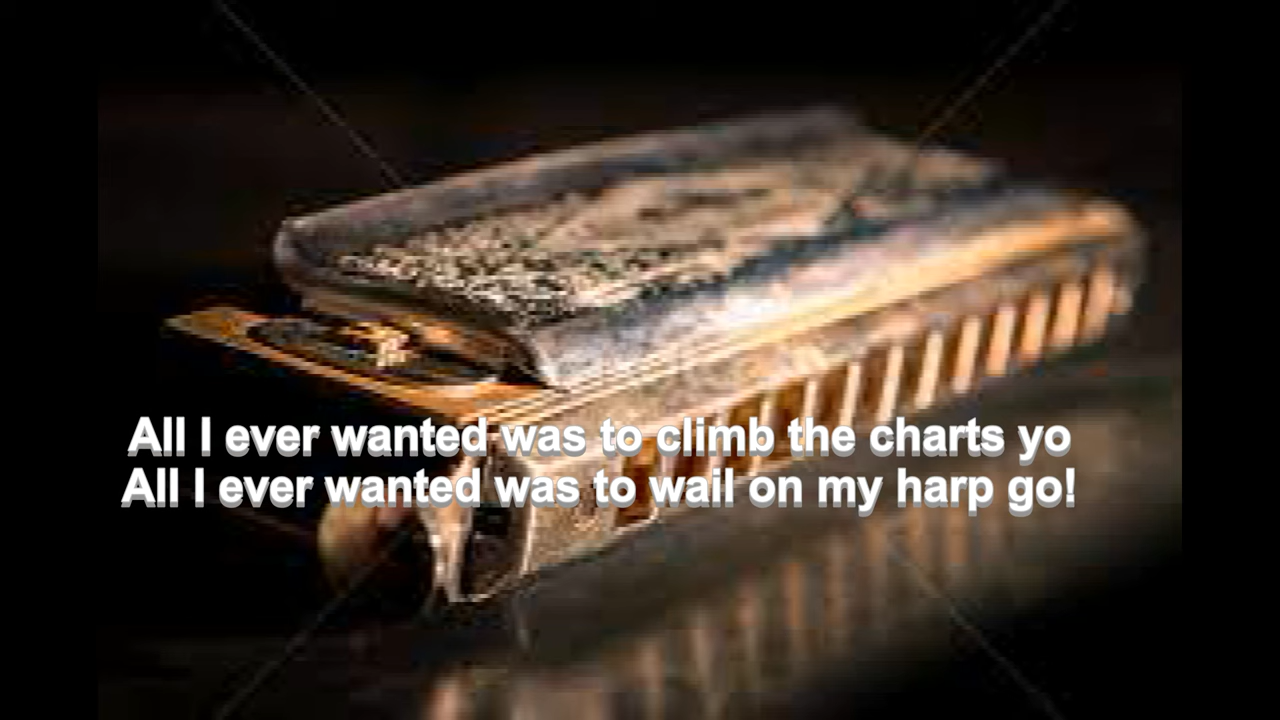 All I ever wanted was to climb the charts yo
All I ever wanted was to wail on my harp go!